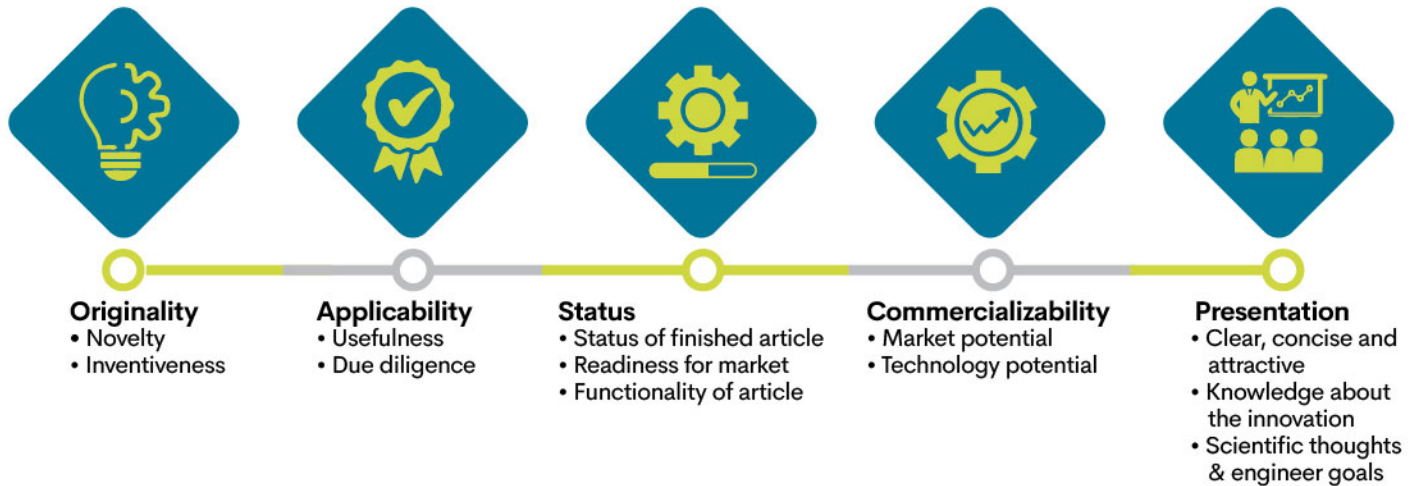 Originality
• Novelty
• Inventiveness
Applicability
• Usefulness
• Due diligence
Status
• Status of finished article
• Readiness for market
• Functionality of article
Commercializability
• Market potential
• Technology potential
Presentation
• Clear, concise and
attractive
• Knowledge about
the innovation
• Scientific thoughts
& engineer goals